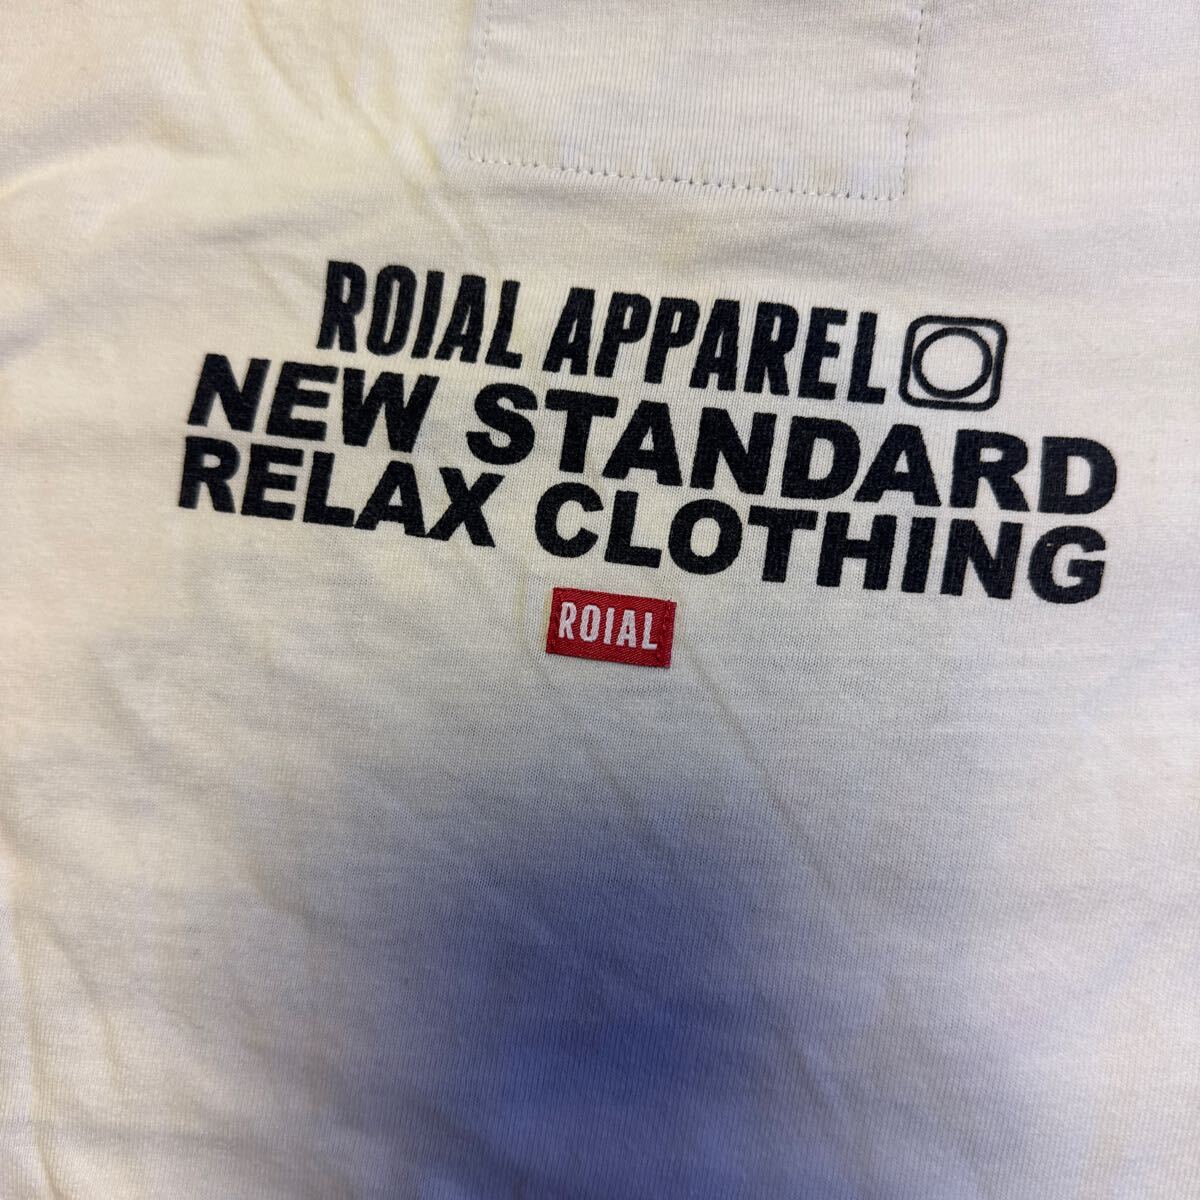 ROIAL APPAREL
NEW STANDARD
RELAX CLOTHING
ROIAL